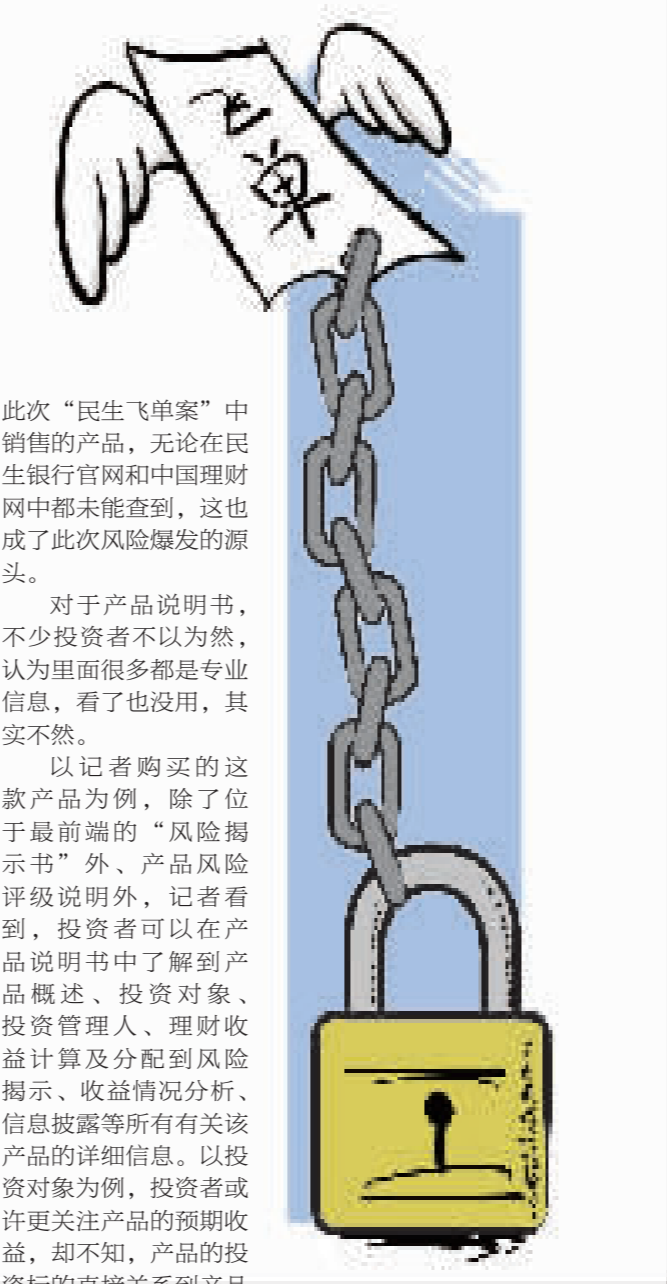 飞
单
此次“民生飞单案”中
销售的产品，无论在民
生银行官网和中国理财
网中都未能查到，这也
成了此次风险爆发的源
头。
对于产品说明书，
不少投资者不以为然，
认为里面很多都是专业
信息，看了也没用，其
实不然。
以记者购买的这
款产品为例，除了位
于最前端的“风险揭
示书”外、产品风险
评级说明外，记者看
到，投资者可以在产
品说明书中了解到产
品概述、投资对象、
投资管理人、理财收
益计算及分配到风险
揭示、收益情况分析、
信息披露等所有有关该
产品的详细信息。以投
资对象为例，投资者或
许更关注产品的预期收
益，却不知，产品的投
资标的直接关系到产品